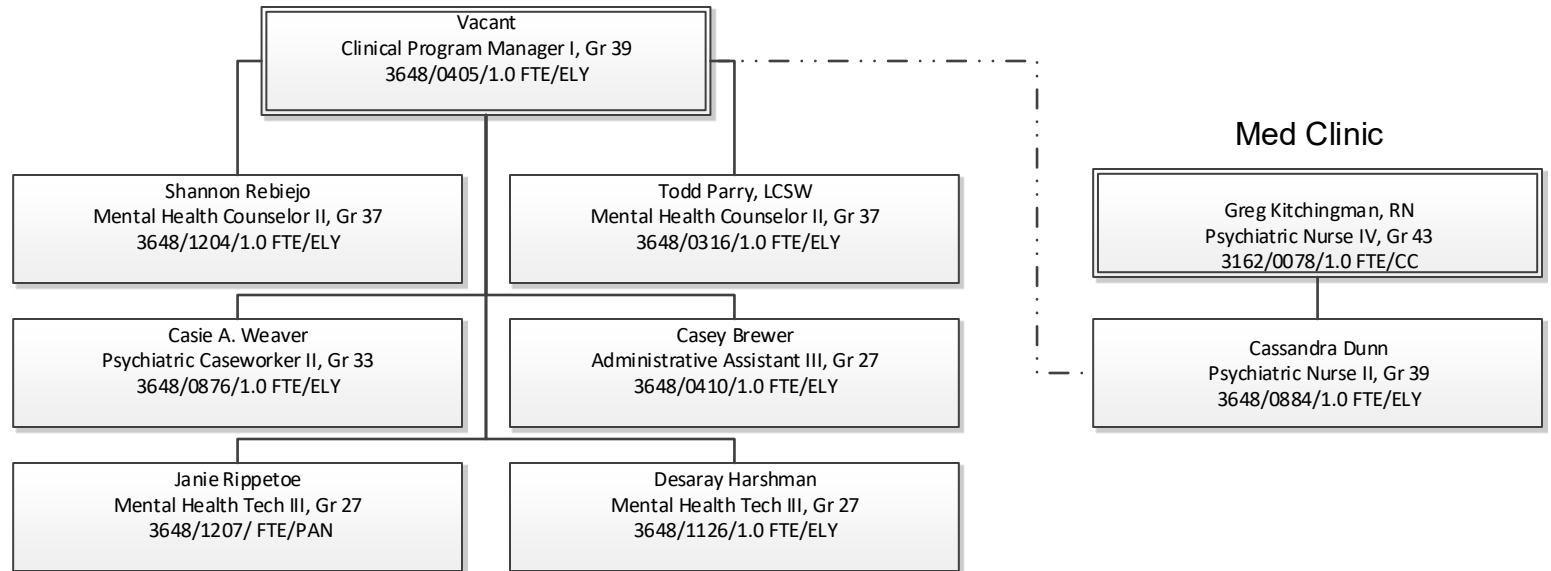 Vacant
Clinical Program Manager I, Gr 39
3648/0405/1.0 FTE/ELY
Shannon Rebiejo
Mental Health Counselor II, Gr 37
3648/1204/1.0 FTE/ELY
Todd Parry, LCSW
Mental Health Counselor II, Gr 37
3648/0316/1.0 FTE/ELY
Casie A. Weaver
Psychiatric Caseworker II, Gr 33
3648/0876/1.0 FTE/ELY
Casey Brewer
Administrative Assistant III, Gr 27
3648/0410/1.0 FTE/ELY
Janie Rippetoe
Mental Health Tech III, Gr 27
3648/1207/ FTE/PAN
Desaray Harshman
Mental Health Tech III, Gr 27
3648/1126/1.0 FTE/ELY
Med Clinic
Greg Kitchingman, RN
Psychiatric Nurse IV, Gr 43
3162/0078/1.0 FTE/CC
Cassandra Dunn
Psychiatric Nurse II, Gr 39
3648/0884/1.0 FTE/ELY